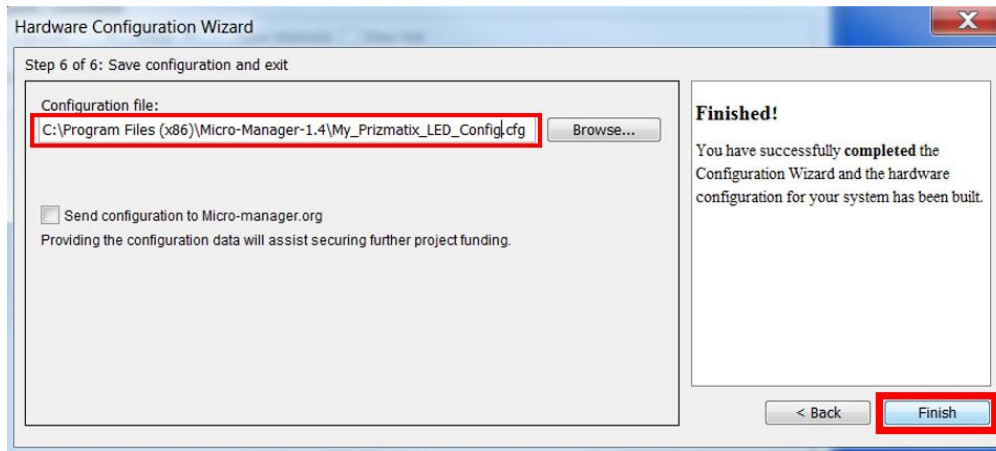 Hardware Configuration Wizard
X
Step 6 of 6: Save configuration and exit
Configuration file:
C:\Program Files (x86)\Micro-Manager-1.4\My_Prizmatix_LED_Config.cfg
Browse...
Send configuration to Micro-manager.org
Providing the configuration data will assist securing further project funding.
Finished!
You have successfully completed the
Configuration Wizard and the hardware
configuration for your system has been built.
< Back
Finish